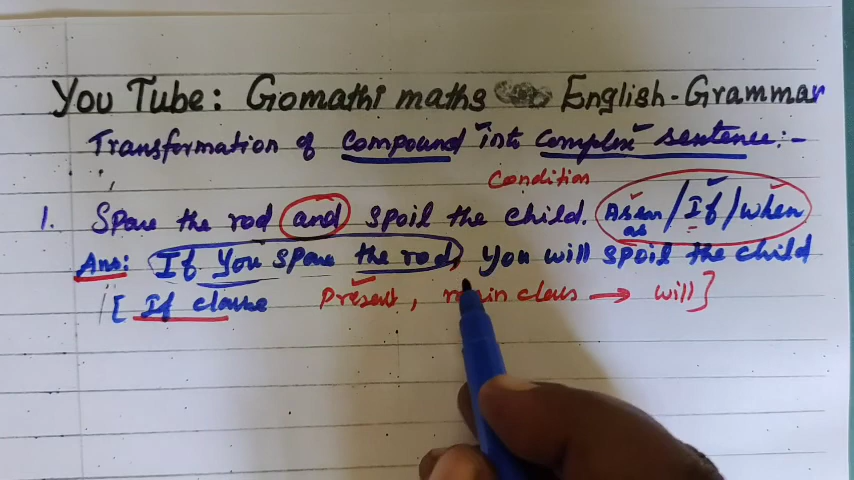 You Tube: Gomathi maths English-Grammar
Transformation of compound into complex sentence:-
Condition
1. Spare the rod and spoil the child. As soon as / If / when
Ans: If You spare the rod, You will spoil the child
[ If clause Present, main claus → will ]